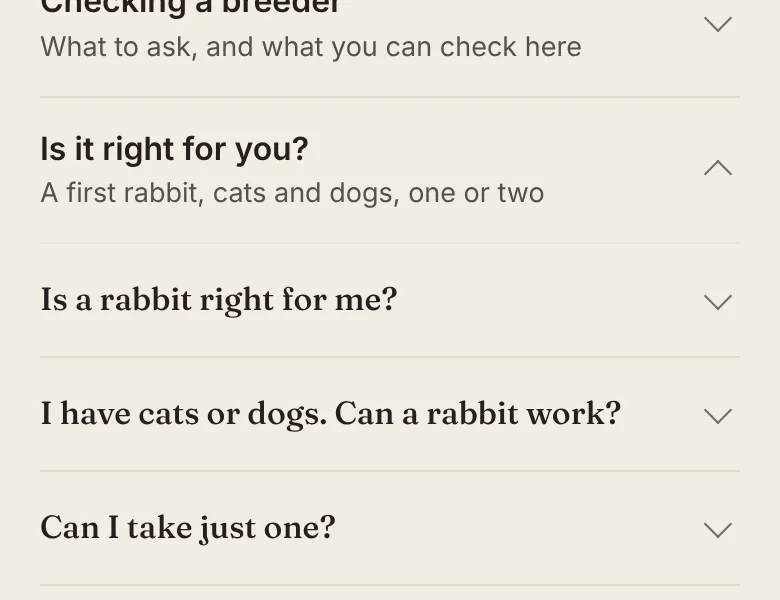 Checking a breeder
What to ask, and what you can check here
Is it right for you?
A first rabbit, cats and dogs, one or two
Is a rabbit right for me?
I have cats or dogs. Can a rabbit work?
Can I take just one?